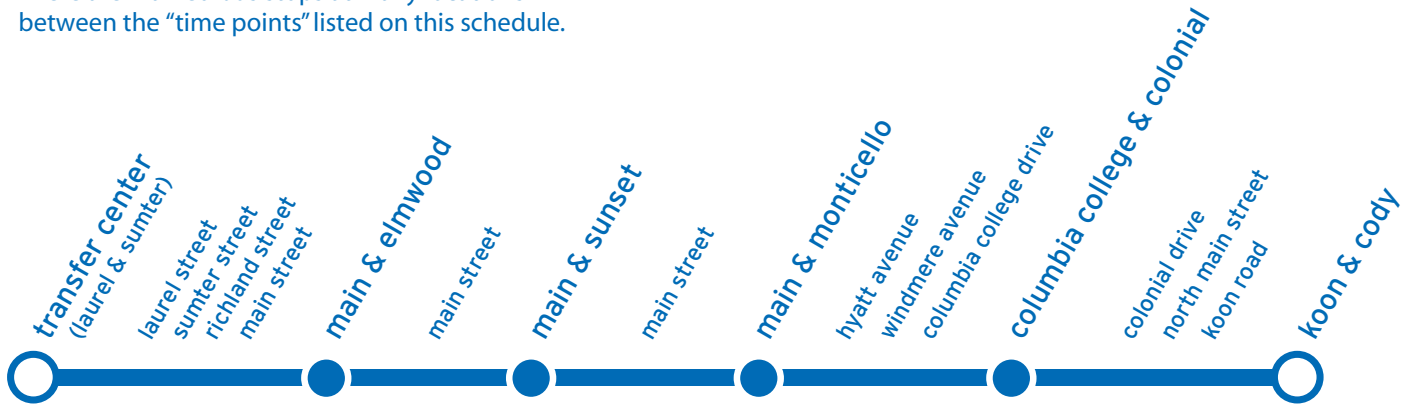 between the “time points” listed on this schedule.
transfer center
(laurel & sumter)
laurel street
sumter street
richland street
main street
main & elmwood
main street
main & sunset
main street
main & monticello
hyatt avenue
windmere avenue
columbia college drive
columbia college & colonial
colonial drive
north main street
koon road
koon & cody